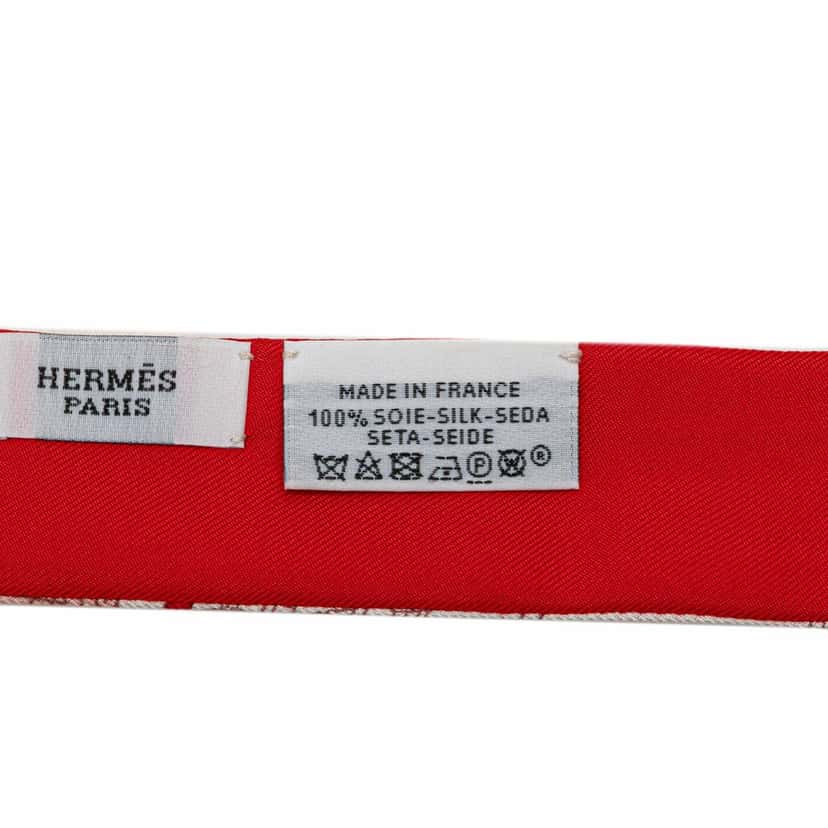 HERMÈS
PARIS
MADE IN FRANCE
100% SOIE-SILK-SEDA
SETA-SEIDE
P W ®